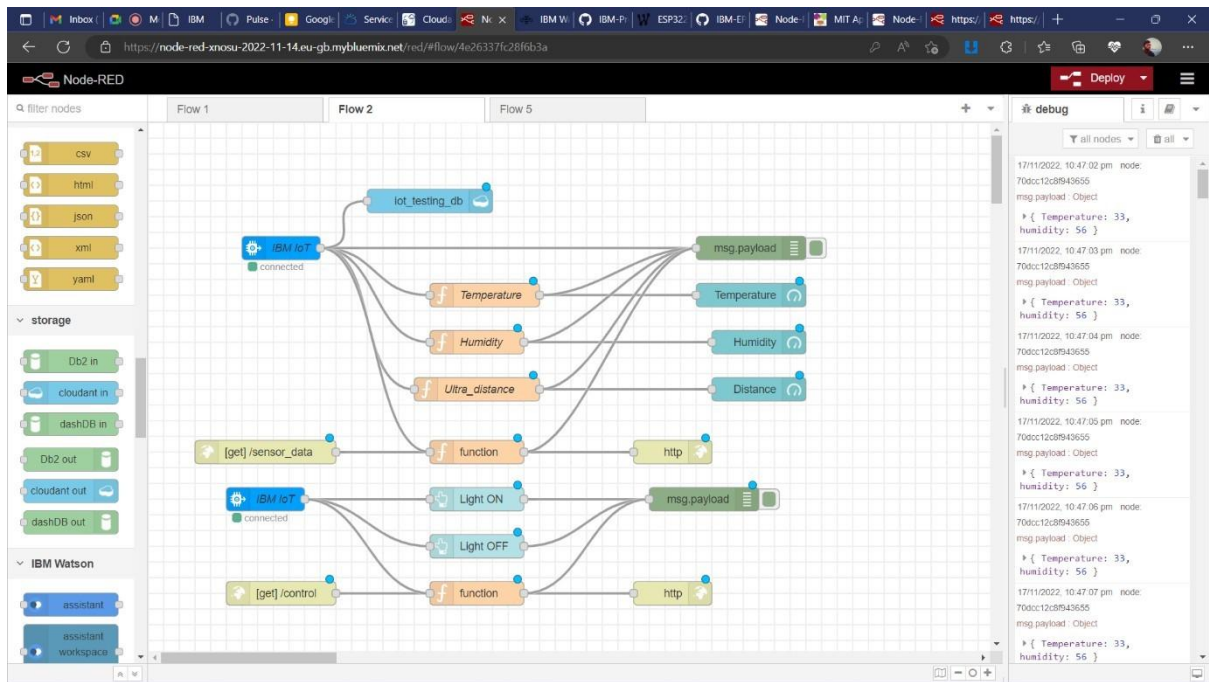 Inbox (
M
IBM
Pulse -
Google
Service
Clouda
IBM W
IBM-Pr
ESP32
IBM-EF
Node-
MIT Ap
Node-
https:/
https:/
https://node-red-xnosu-2022-11-14.eu-gb.mybluemix.net/red/#flow/4e26337fc28f6b3a
Node-RED
Deploy
filter nodes
Flow 1
Flow 2
Flow 5
debug
i
all nodes
all
csv
html
json
xml
yaml
storage
Db2 in
cloudant in
dashDB in
Db2 out
cloudant out
dashDB out
IBM Watson
assistant
assistant
workspace
iot_testing_db
IBM IoT
connected
msg.payload
Temperature
Temperature
Humidity
Humidity
Ultra_distance
Distance
[get] /sensor_data
function
http
IBM IoT
connected
Light ON
msg.payload
Light OFF
[get] /control
function
http
17/11/2022, 10:47:02 pm node:
70dcc12c8f943655
msg.payload : Object
{ Temperature: 33,
humidity: 56 }
17/11/2022, 10:47:03 pm node:
70dcc12c8f943655
msg.payload : Object
{ Temperature: 33,
humidity: 56 }
17/11/2022, 10:47:04 pm node:
70dcc12c8f943655
msg.payload : Object
{ Temperature: 33,
humidity: 56 }
17/11/2022, 10:47:05 pm node:
70dcc12c8f943655
msg.payload : Object
{ Temperature: 33,
humidity: 56 }
17/11/2022, 10:47:06 pm node:
70dcc12c8f943655
msg.payload : Object
{ Temperature: 33,
humidity: 56 }
17/11/2022, 10:47:07 pm node:
70dcc12c8f943655
msg.payload : Object
{ Temperature: 33,
humidity: 56 }